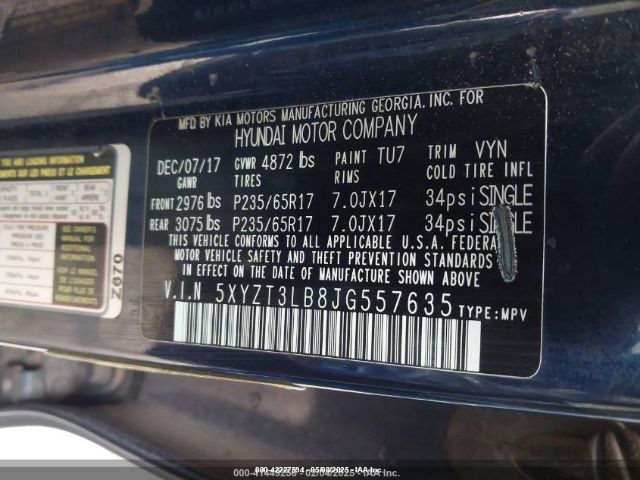 MFD. BY KIA MOTORS MANUFACTURING GEORGIA. INC. FOR
HYUNDAI MOTOR COMPANY
DEC/07/17 GVWR 4872 lbs PAINT TU7 TRIM VYN
GAWR TIRES RIMS COLD TIRE INFL
FRONT 2976 lbs P235/65R17 7.0JX17 34psi SINGLE
REAR 3075 lbs P235/65R17 7.0JX17 34psi SINGLE
THIS VEHICLE CONFORMS TO ALL APPLICABLE U.S.A. FEDERAL
MOTOR VEHICLE SAFETY AND THEFT PREVENTION STANDARDS
IN EFFECT ON THE DATE OF MANUFACTURE SHOWN ABOVE.
V.I.N 5XYZT3LB8JG557635 TYPE: MPV
Z670